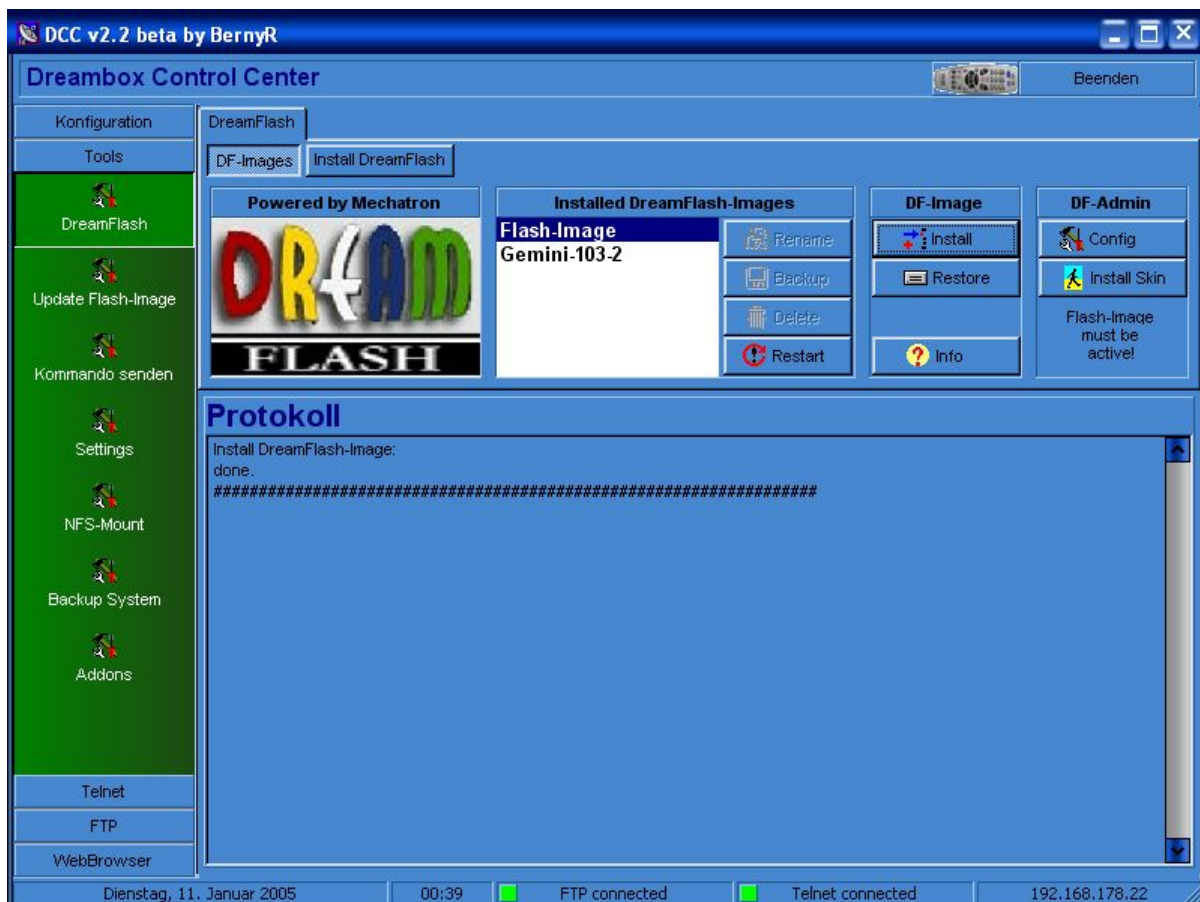 DCC v2.2 beta by BernyR
Dreambox Control Center
Beenden
Konfiguration
Tools
DreamFlash
Update Flash-Image
Kommando senden
Settings
NFS-Mount
Backup System
Addons
Telnet
FTP
WebBrowser
DreamFlash
DF-Images
Install DreamFlash
Powered by Mechatron
DREAM
FLASH
Installed DreamFlash-Images
Flash-Image
Gemini-103-2
Rename
Backup
Delete
Restart
DF-Image
Install
Restore
Info
DF-Admin
Config
Install Skin
Flash-Image
must be
active!
Protokoll
Install DreamFlash-Image:
done.
###################################################################
Dienstag, 11. Januar 2005
00:39
FTP connected
Telnet connected
192.168.178.22